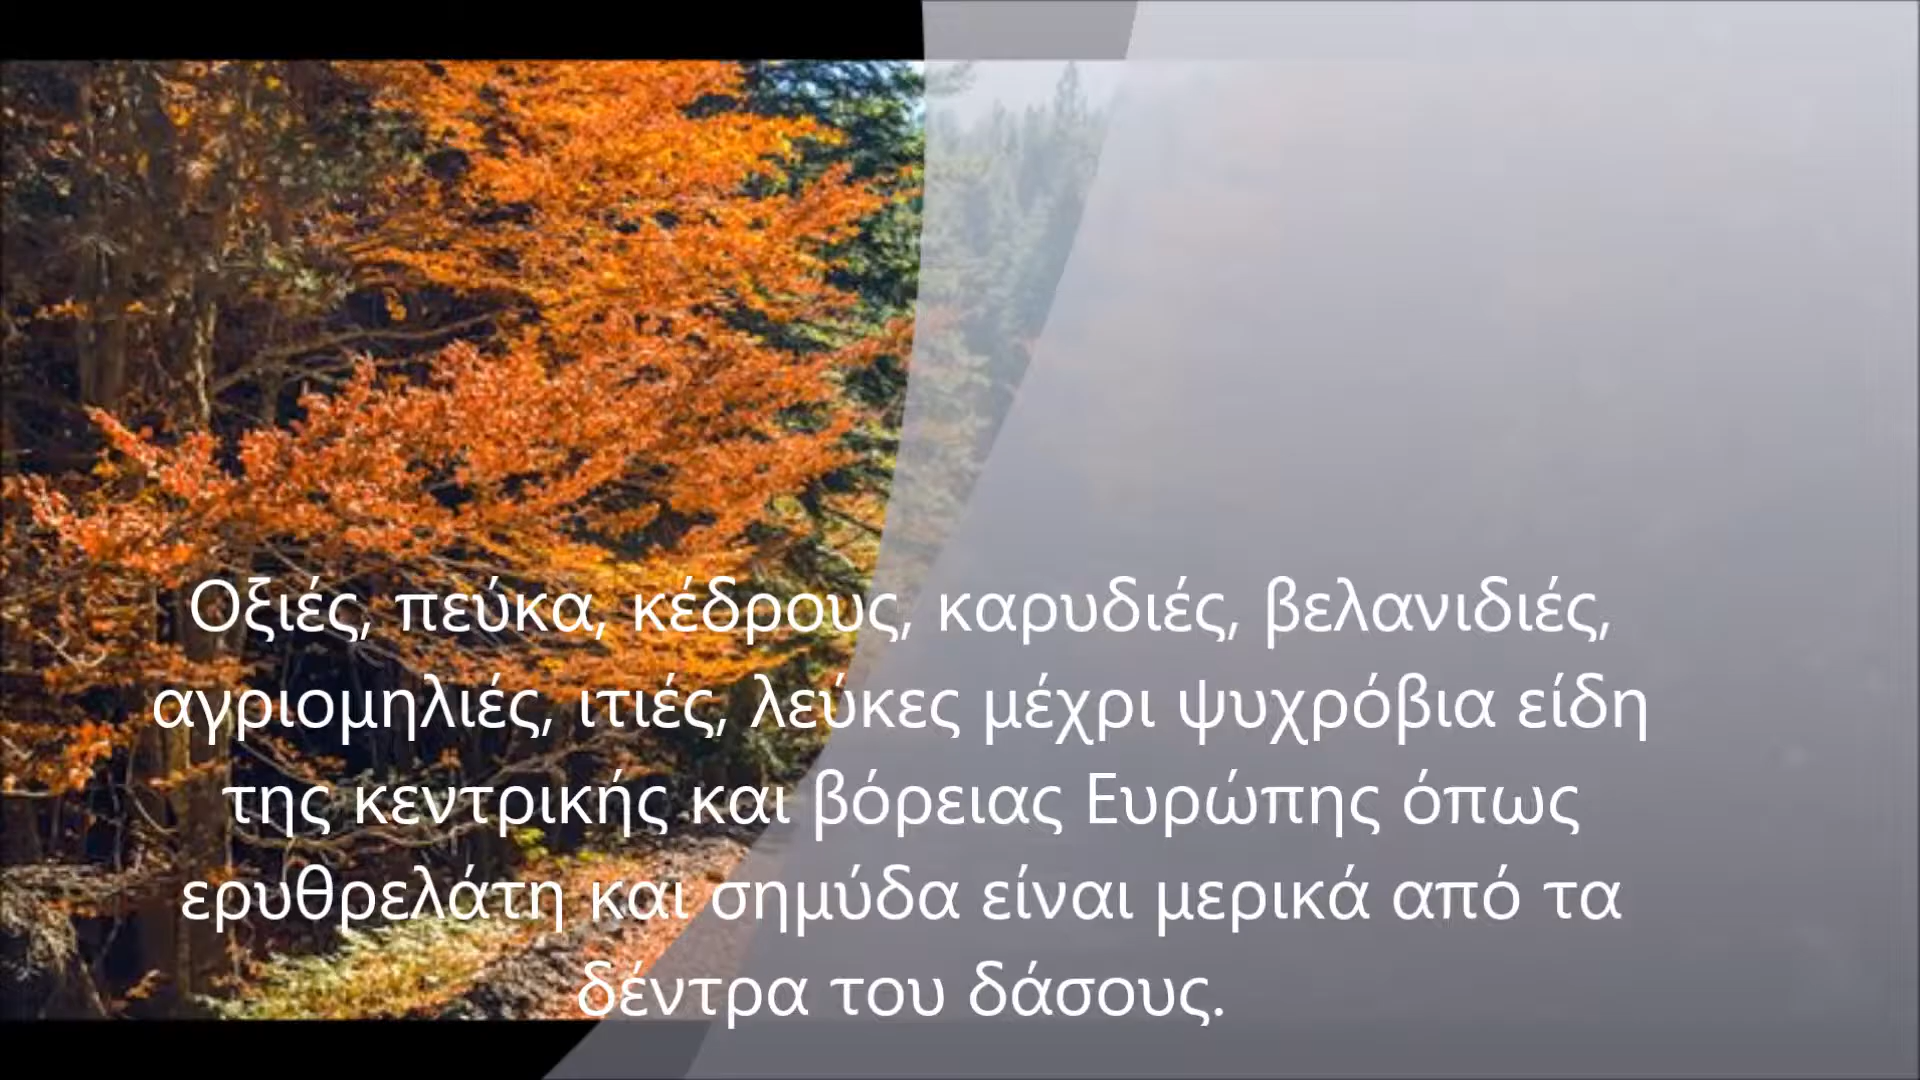 Οξιές, πεύκα, κέδρους, καρυδιές, βελανιδιές,
αγριομηλιές, ιτιές, λεύκες μέχρι ψυχρόβια είδη
της κεντρικής και βόρειας Ευρώπης όπως
ερυθρελάτη και σημύδα είναι μερικά από τα
δέντρα του δάσους.